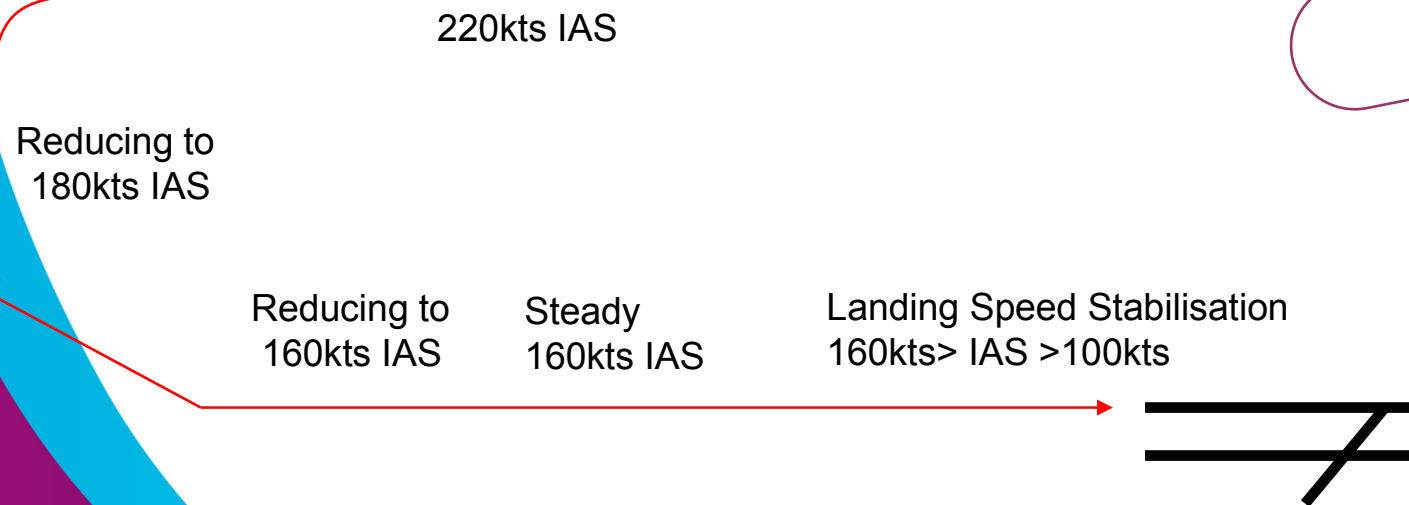 220kts IAS
Reducing to
180kts IAS
Reducing to
160kts IAS
Steady
160kts IAS
Landing Speed Stabilisation
160kts> IAS >100kts